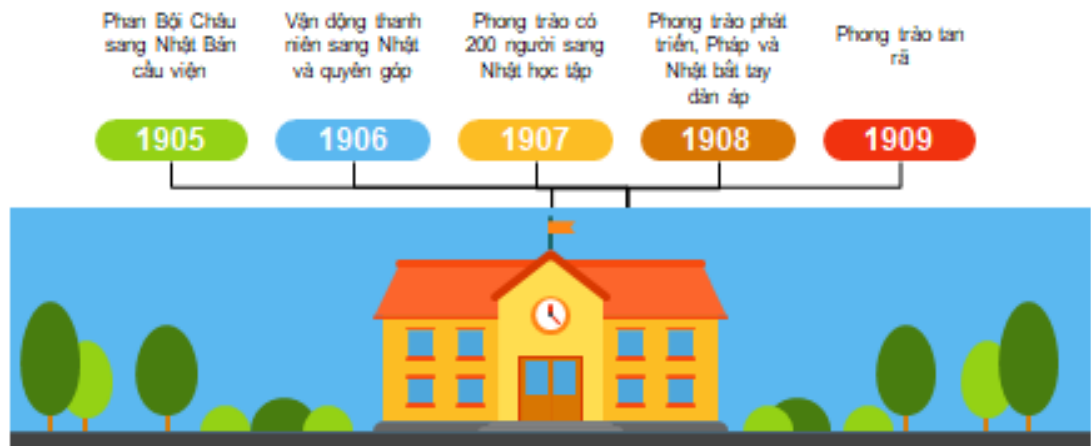 Phan Bội Châu
sang Nhật Bản
cầu viện
1905
Vận động thanh
niên sang Nhật
và quyên góp
1906
Phong trào có
200 người sang
Nhật học tập
1907
Phong trào phát
triển, Pháp và
Nhật bắt tay
đàn áp
1908
Phong trào tan
rã
1909